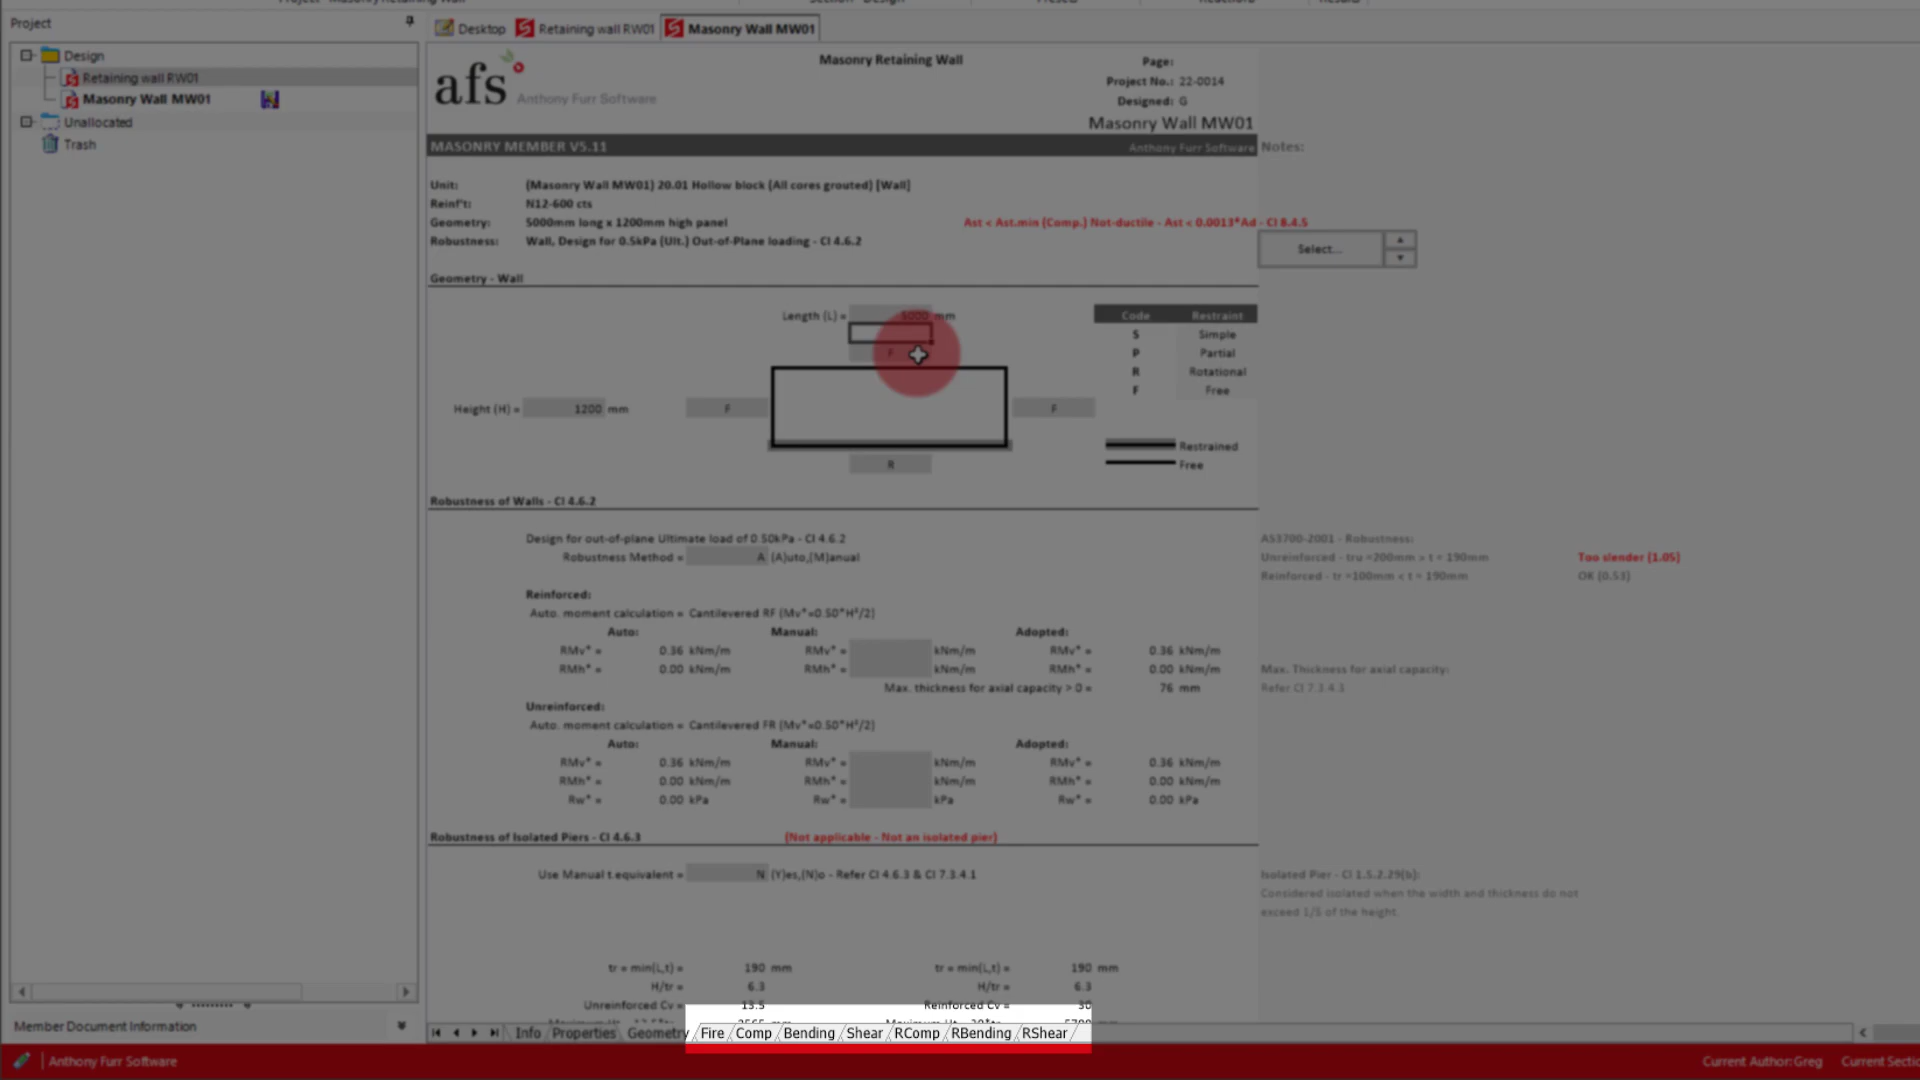 Project
Desktop
Retaining wall RW01
Masonry Wall MW01
Design
Retaining wall RW01
Masonry Wall MW01
Unallocated
Trash
afs Anthony Furr Software
Masonry Retaining Wall
Page:
Project No.: 22-0014
Designed: G
Masonry Wall MW01
MASONRY MEMBER V5.11 Anthony Furr Software Notes:
Unit: (Masonry Wall MW01) 20.01 Hollow block (All cores grouted) [Wall]
Reinf't: N12-600 cts
Geometry: 5000mm long x 1200mm high panel Ast < Ast.min (Comp.) Not-ductile - Ast < 0.0013*Ad - Cl 8.4.5
Robustness: Wall, Design for 0.5kPa (Ult.) Out-of-Plane loading - Cl 4.6.2
Select...
Geometry - Wall
Length (L) = 5000 mm
Code Restraint
S Simple
F P Partial
R Rotational
F Free
Height (H) = 1200 mm F F
Restrained
R Free
Robustness of Walls - Cl 4.6.2
Design for out-of-plane Ultimate load of 0.50kPa - Cl 4.6.2 AS3700-2001 - Robustness:
Robustness Method = A (A)uto,(M)anual Unreinforced - tru =200mm > t = 190mm Too slender (1.05)
Reinforced - tr =100mm < t = 190mm OK (0.53)
Reinforced:
Auto. moment calculation = Cantilevered RF (Mv*=0.50*H²/2)
Auto: Manual: Adopted:
RMv* = 0.36 kNm/m RMv* = kNm/m RMv* = 0.36 kNm/m
RMh* = 0.00 kNm/m RMh* = kNm/m RMh* = 0.00 kNm/m Max. Thickness for axial capacity:
Max. thickness for axial capacity > 0 = 76 mm Refer Cl 7.3.4.3
Unreinforced:
Auto. moment calculation = Cantilevered FR (Mv*=0.50*H²/2)
Auto: Manual: Adopted:
RMv* = 0.36 kNm/m RMv* = kNm/m RMv* = 0.36 kNm/m
RMh* = 0.00 kNm/m RMh* = kNm/m RMh* = 0.00 kNm/m
Rw* = 0.00 kPa Rw* = kPa Rw* = 0.00 kPa
Robustness of Isolated Piers - Cl 4.6.3 (Not applicable - Not an isolated pier)
Use Manual t.equivalent = N (Y)es,(N)o - Refer Cl 4.6.3 & Cl 7.3.4.1 Isolated Pier - Cl 1.5.2.29(b):
Considered isolated when the width and thickness do not
exceed 1/5 of the height.
tr = min(L,t) = 190 mm tr = min(L,t) = 190 mm
H/tr = 6.3 H/tr = 6.3
Unreinforced Cv = 13.5 Reinforced Cv = 30
Member Document Information
Info Properties Geometry Fire Comp Bending Shear RComp RBending RShear
Anthony Furr Software Current Author:Greg